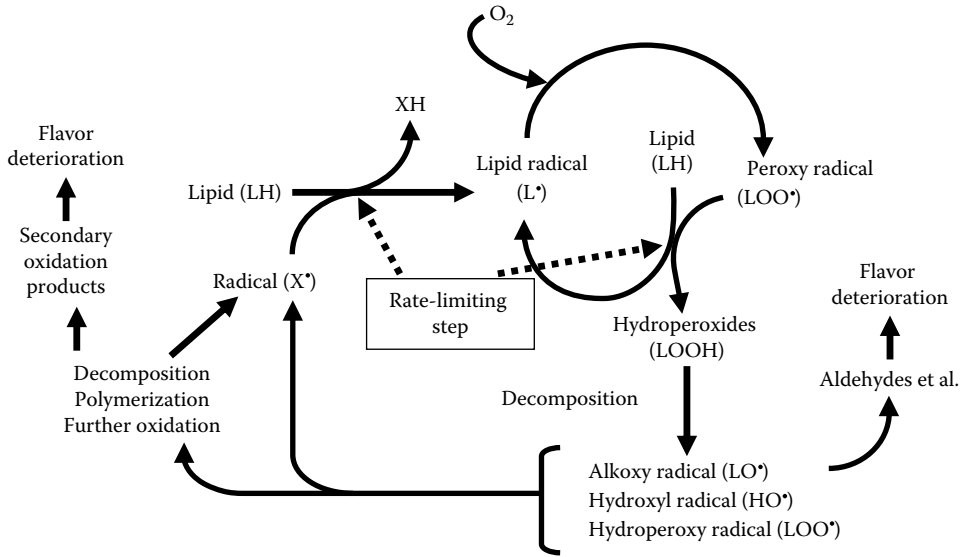 O₂
XH
Flavor
deterioration
Lipid (LH)
Lipid radical
(L•)
Lipid
(LH)
Peroxy radical
(LOO•)
Secondary
oxidation
products
Radical (X•)
Rate-limiting
step
Flavor
deterioration
Hydroperoxides
(LOOH)
Decomposition
Polymerization
Further oxidation
Decomposition
Aldehydes et al.
Alkoxy radical (LO•)
Hydroxyl radical (HO•)
Hydroperoxy radical (LOO•)